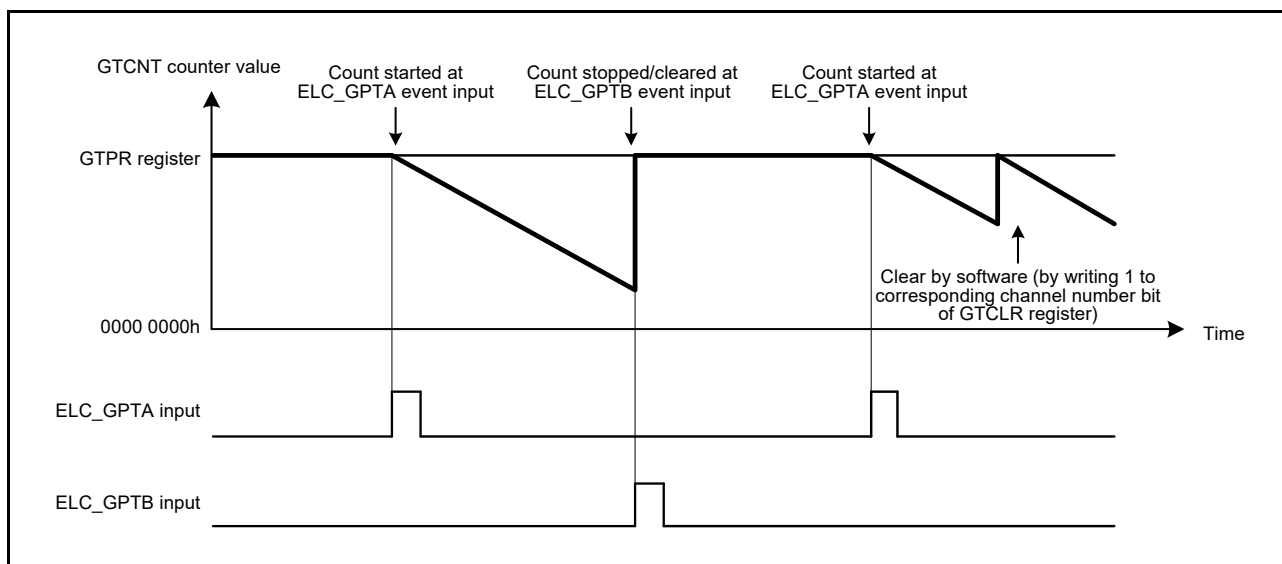 GTCNT counter value
Count started at
ELC_GPTA event input
Count stopped/cleared at
ELC_GPTB event input
Count started at
ELC_GPTA event input
GTPR register
Clear by software (by writing 1 to
corresponding channel number bit
of GTCLR register)
0000 0000h
Time
ELC_GPTA input
ELC_GPTB input